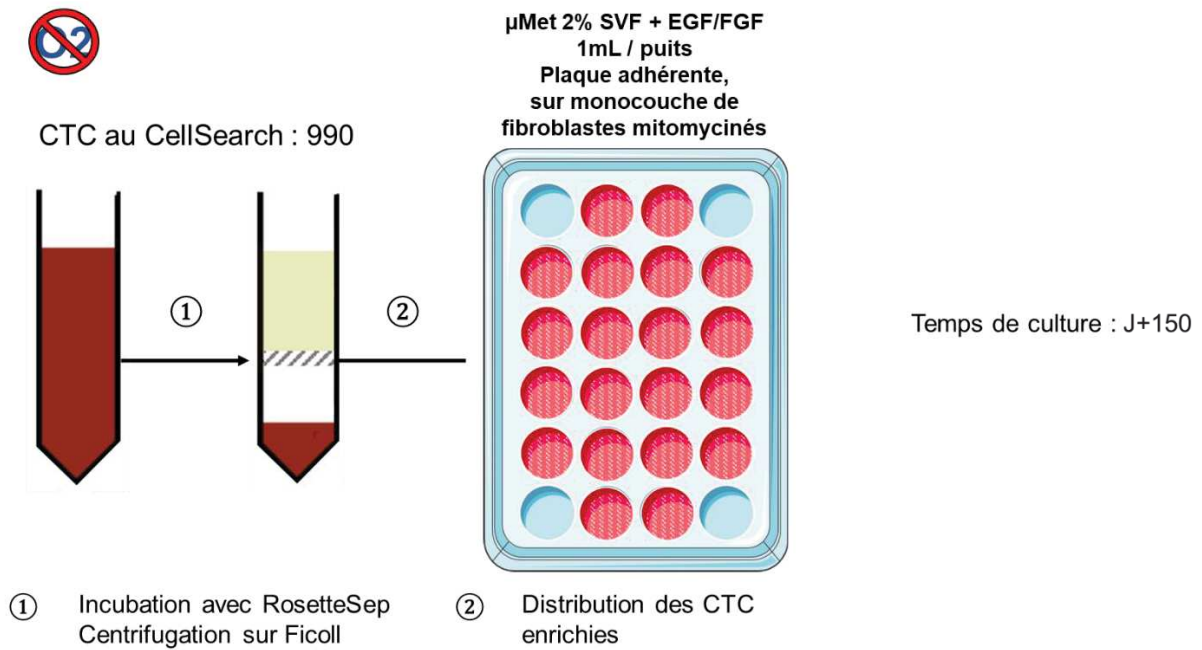 O2
µMet 2% SVF + EGF/FGF
1mL / puits
Plaque adhérente,
sur monocouche de
fibroblastes mitomycinés
CTC au CellSearch : 990
①
②
Temps de culture : J+150
① Incubation avec RosetteSep
Centrifugation sur Ficoll
② Distribution des CTC
enrichies